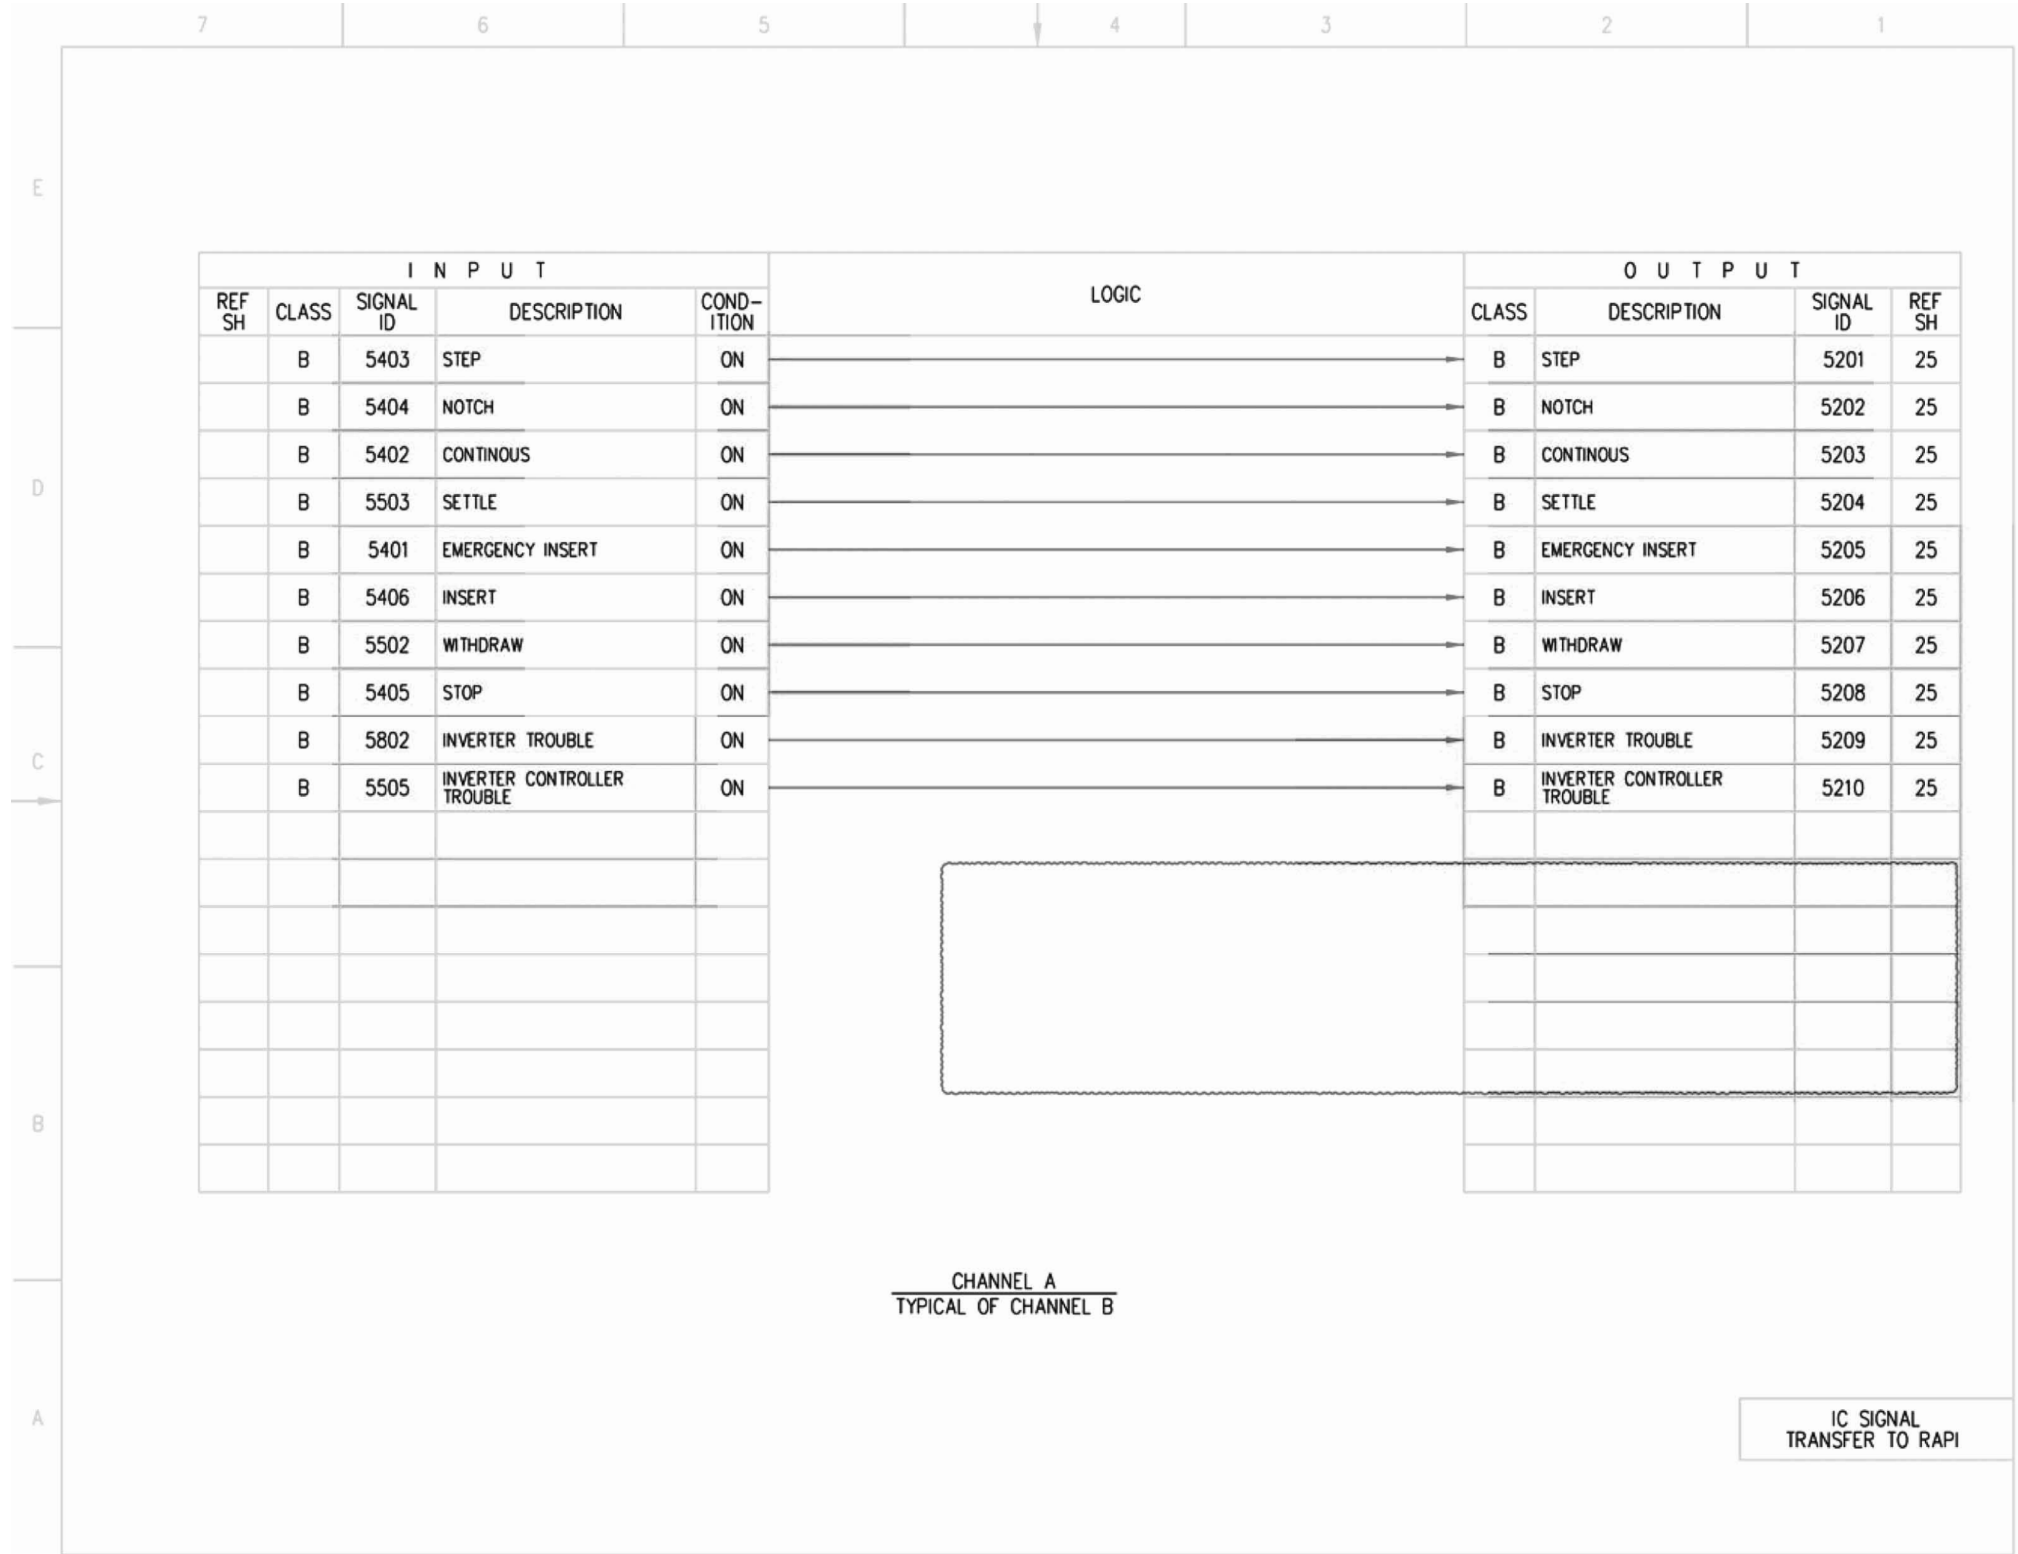 7 6 5 4 3 2 1
E
D
C
B
A
I N P U T LOGIC O U T P U T
REF SH CLASS SIGNAL ID DESCRIPTION COND-ITION CLASS DESCRIPTION SIGNAL ID REF SH
B 5403 STEP ON B STEP 5201 25
B 5404 NOTCH ON B NOTCH 5202 25
B 5402 CONTINOUS ON B CONTINOUS 5203 25
B 5503 SETTLE ON B SETTLE 5204 25
B 5401 EMERGENCY INSERT ON B EMERGENCY INSERT 5205 25
B 5406 INSERT ON B INSERT 5206 25
B 5502 WITHDRAW ON B WITHDRAW 5207 25
B 5405 STOP ON B STOP 5208 25
B 5802 INVERTER TROUBLE ON B INVERTER TROUBLE 5209 25
B 5505 INVERTER CONTROLLER TROUBLE ON B INVERTER CONTROLLER TROUBLE 5210 25
CHANNEL A
TYPICAL OF CHANNEL B
IC SIGNAL
TRANSFER TO RAPI